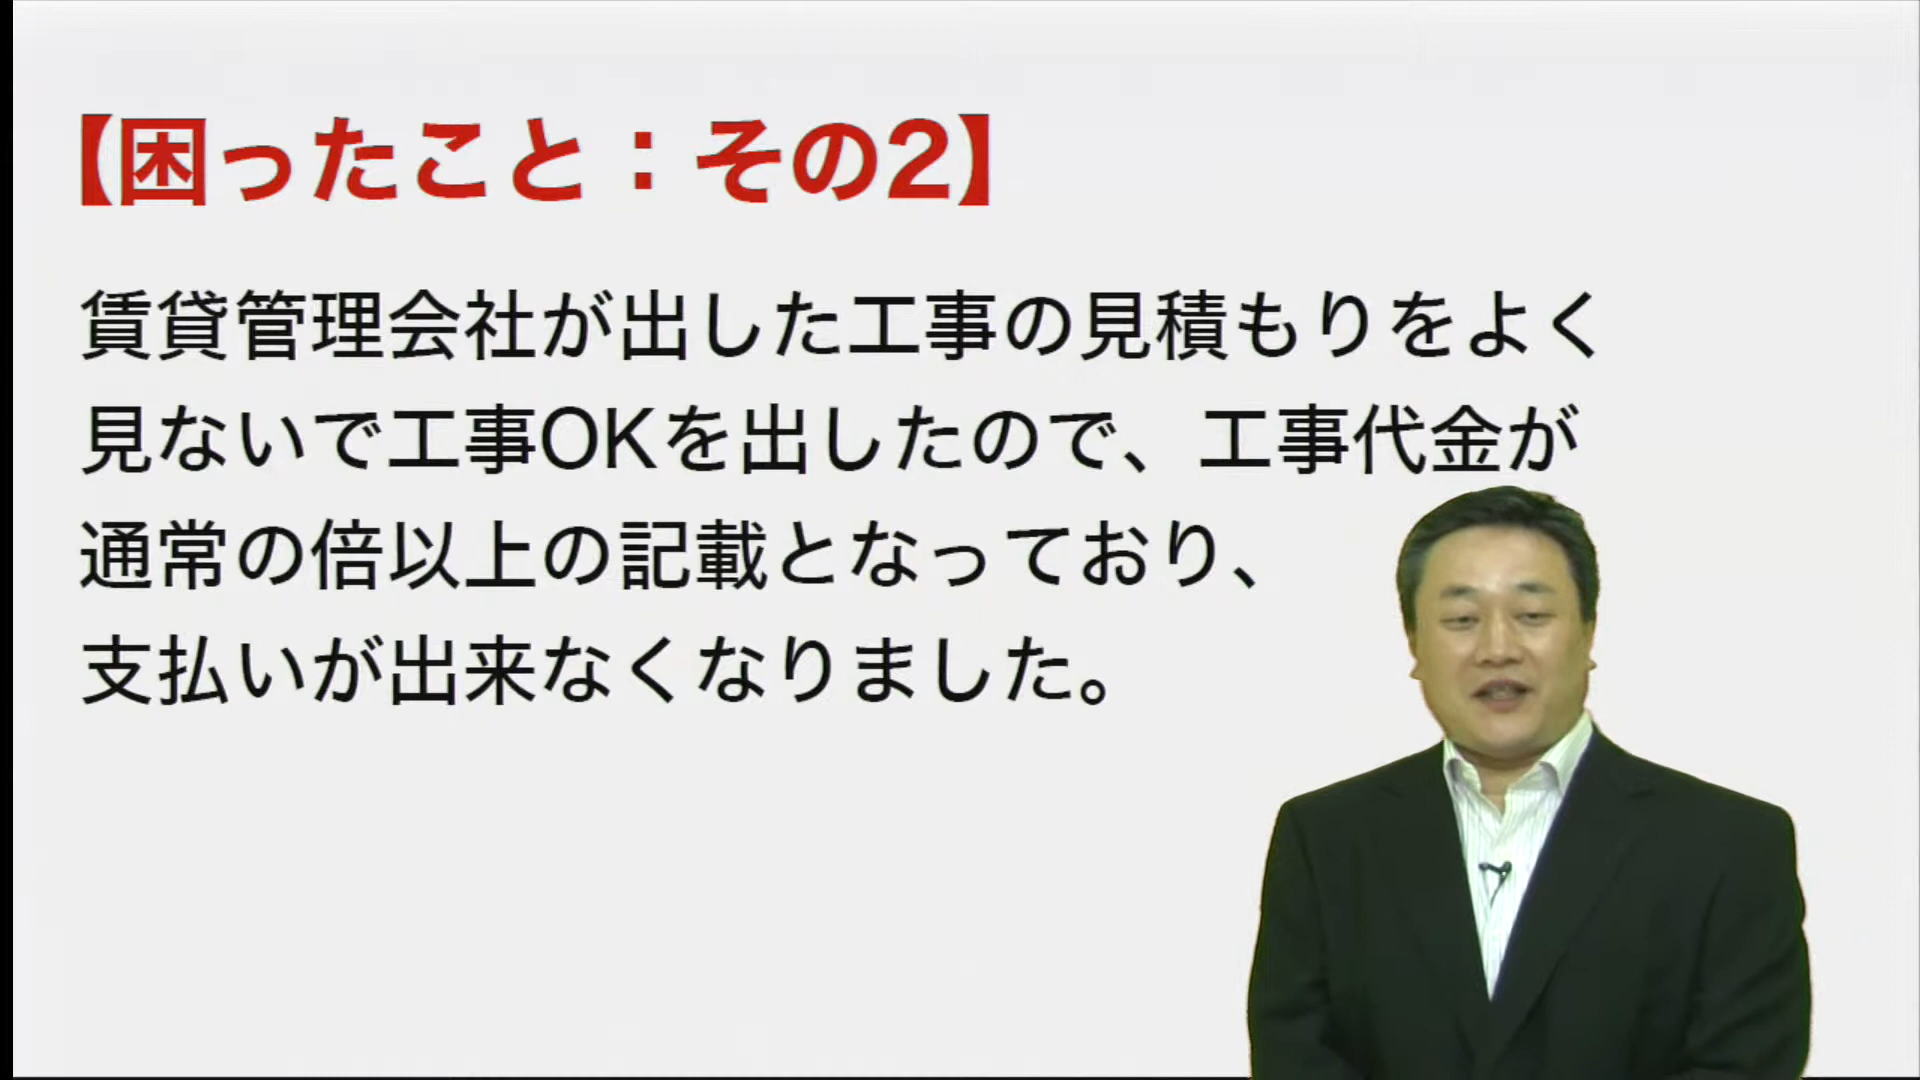 【困ったこと：その2】
賃貸管理会社が出した工事の見積もりをよく
見ないで工事OKを出したので、工事代金が
通常の倍以上の記載となっており、
支払いが出来なくなりました。